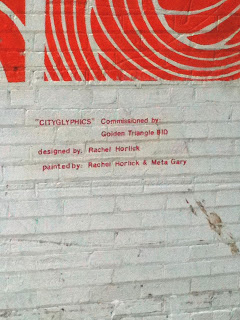 "CITYGLYPHICS" Commissioned by:
Golden Triangle BID
designed by: Rachel Horlick
painted by: Rachel Horlick & Meta Gary